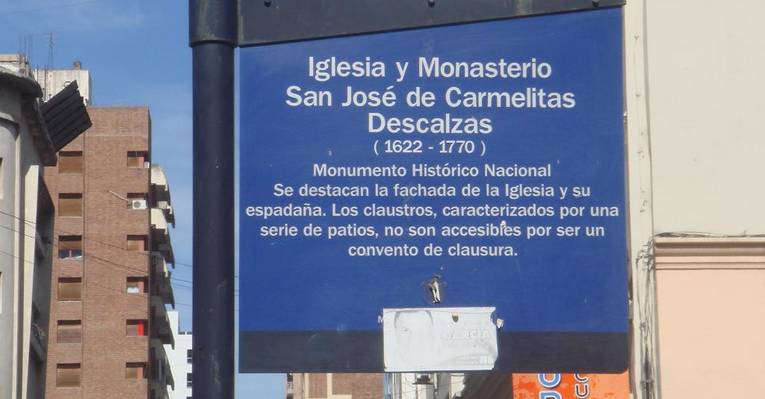 Iglesia y Monasterio
San José de Carmelitas
Descalzas
( 1622 - 1770 )
Monumento Histórico Nacional
Se destacan la fachada de la Iglesia y su
espadaña. Los claustros, caracterizados por una
serie de patios, no son accesibles por ser un
convento de clausura.